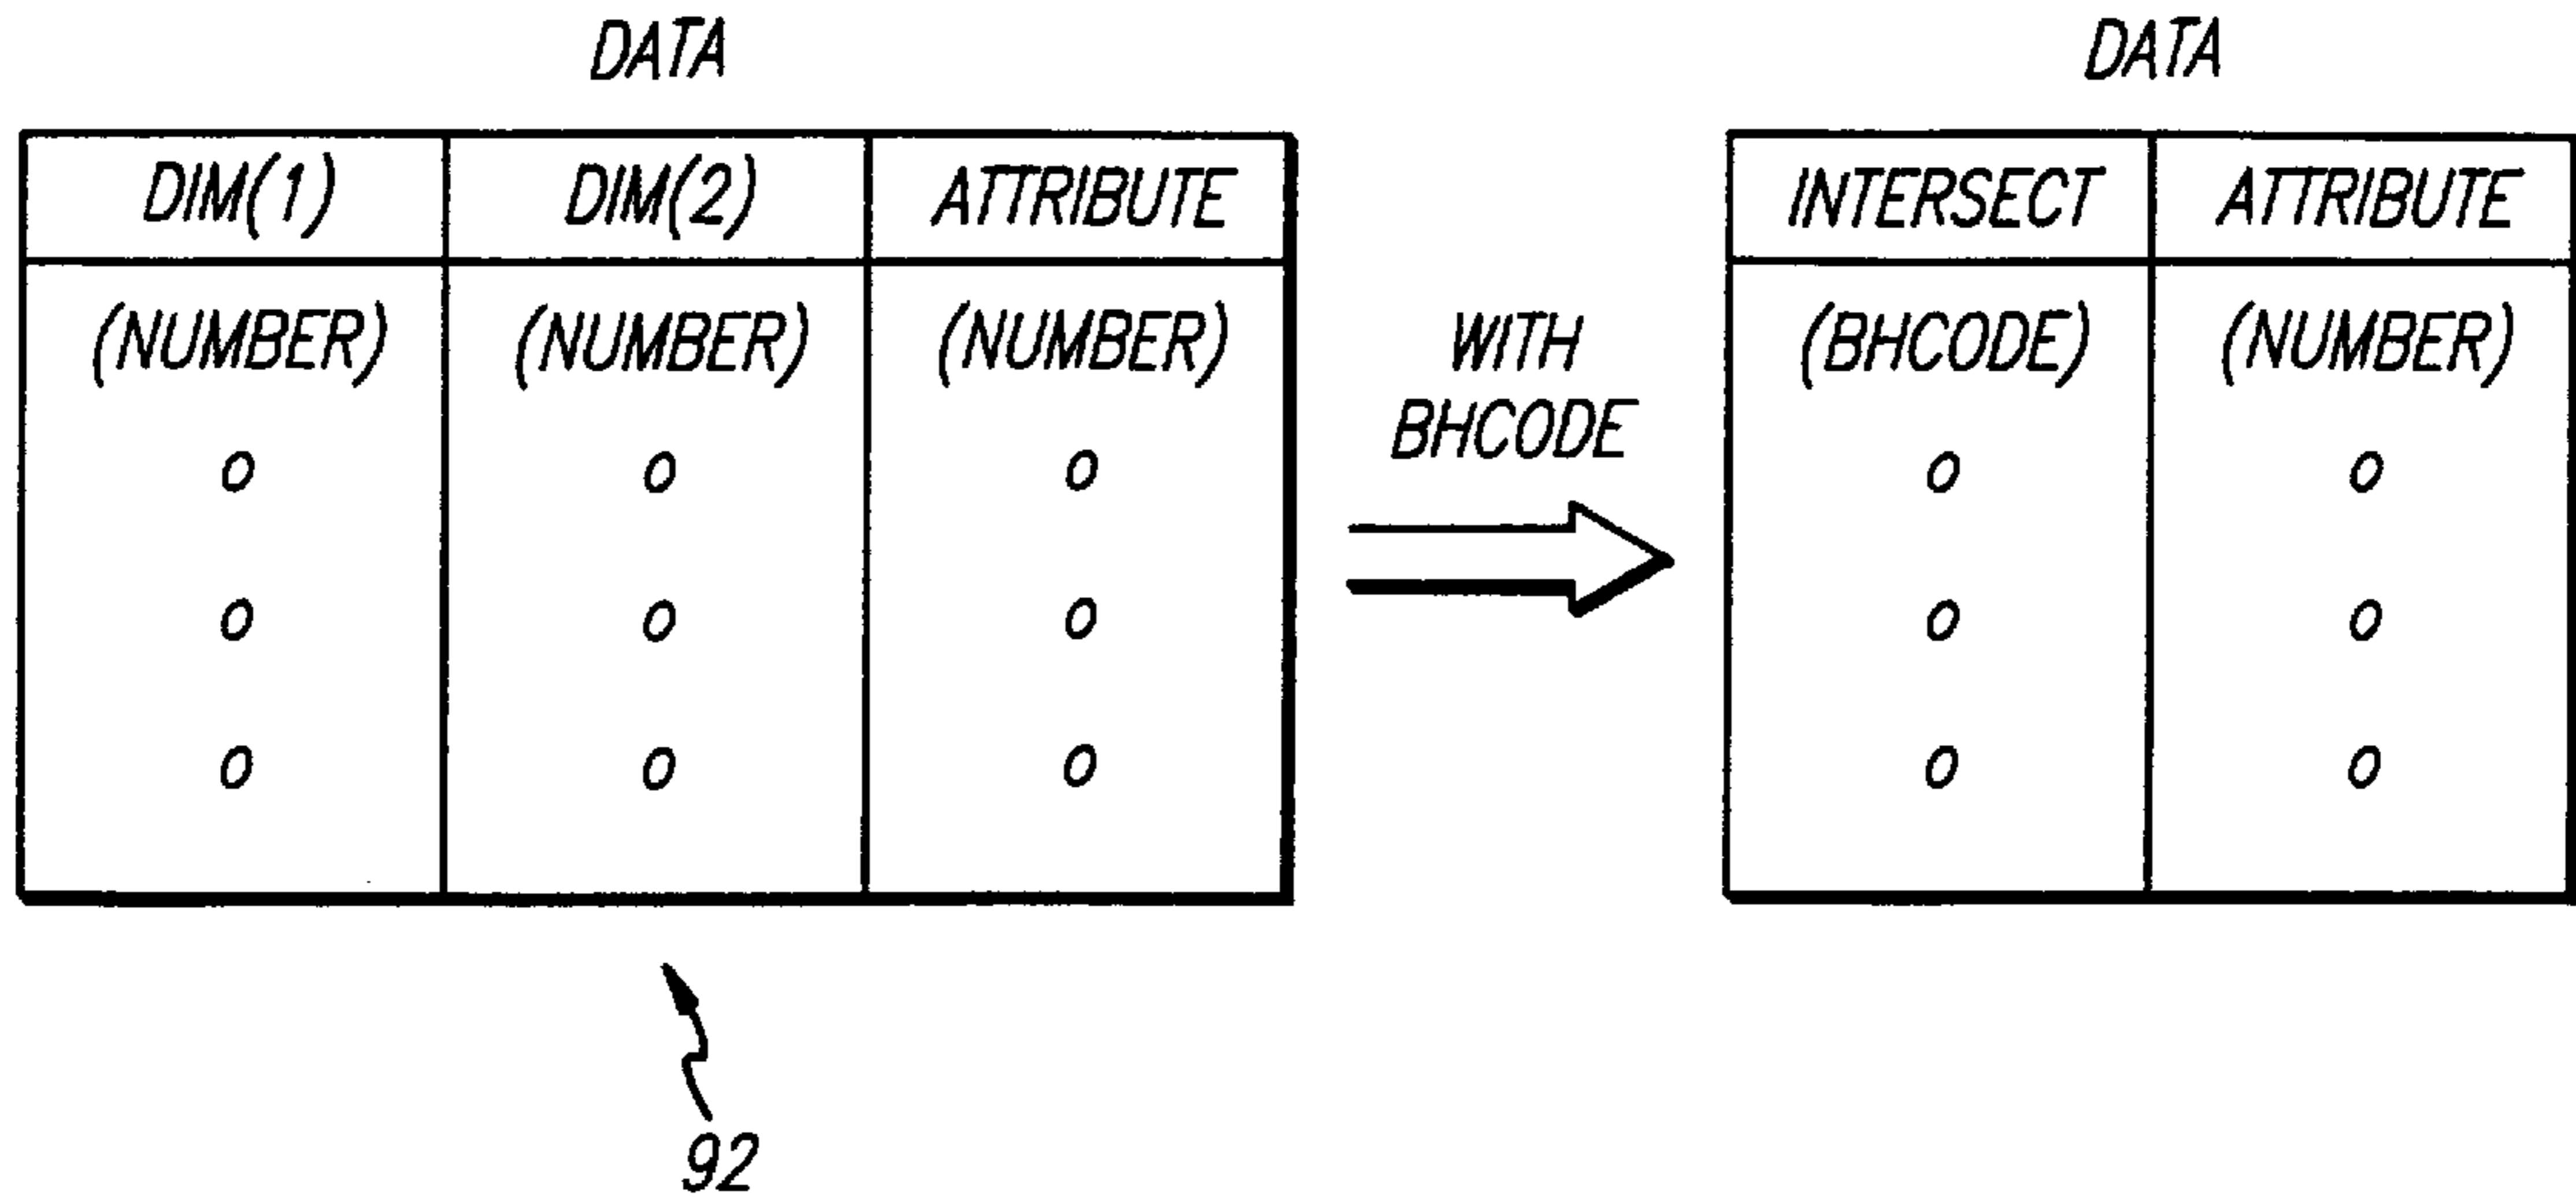 DATA
DIM(1) DIM(2) ATTRIBUTE
(NUMBER) (NUMBER) (NUMBER)
o o o
o o o
o o o
92
WITH
BHCODE
DATA
INTERSECT ATTRIBUTE
(BHCODE) (NUMBER)
o o
o o
o o